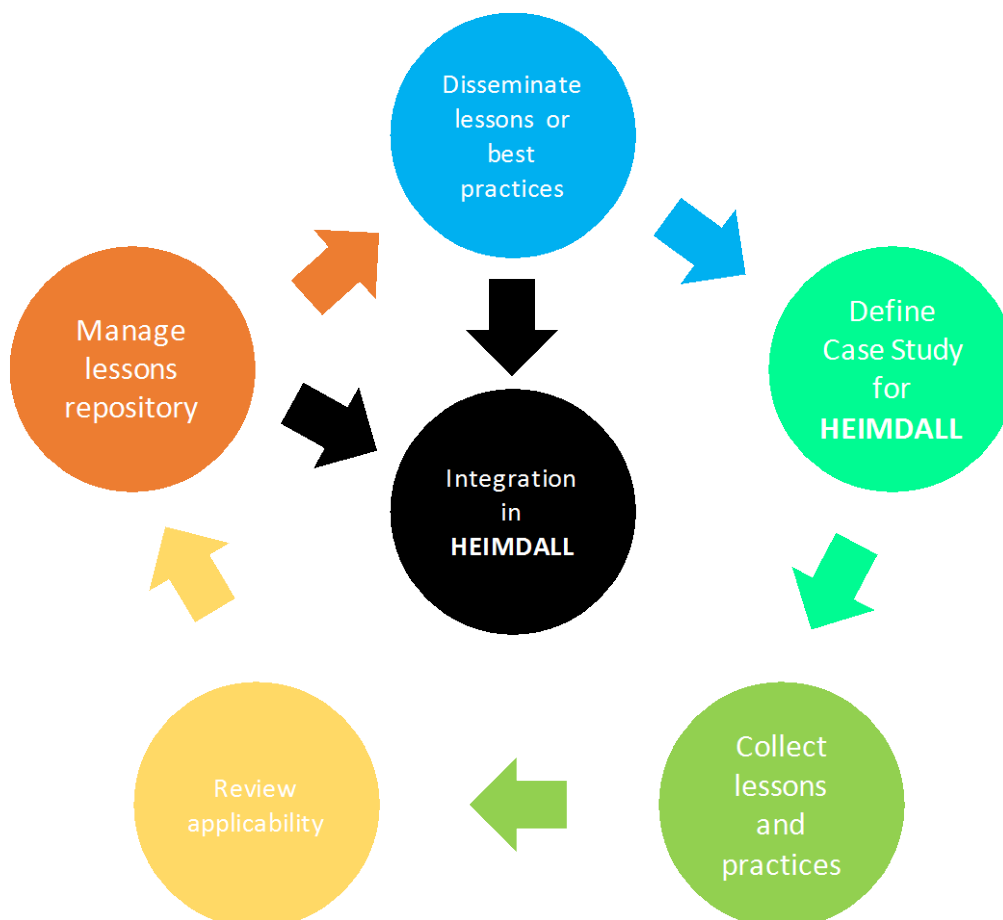 Disseminate
lessons or
best
practices
Define
Case Study
for
HEIMDALL
Manage
lessons
repository
Integration
in
HEIMDALL
Collect
lessons
and
practices
Review
applicability